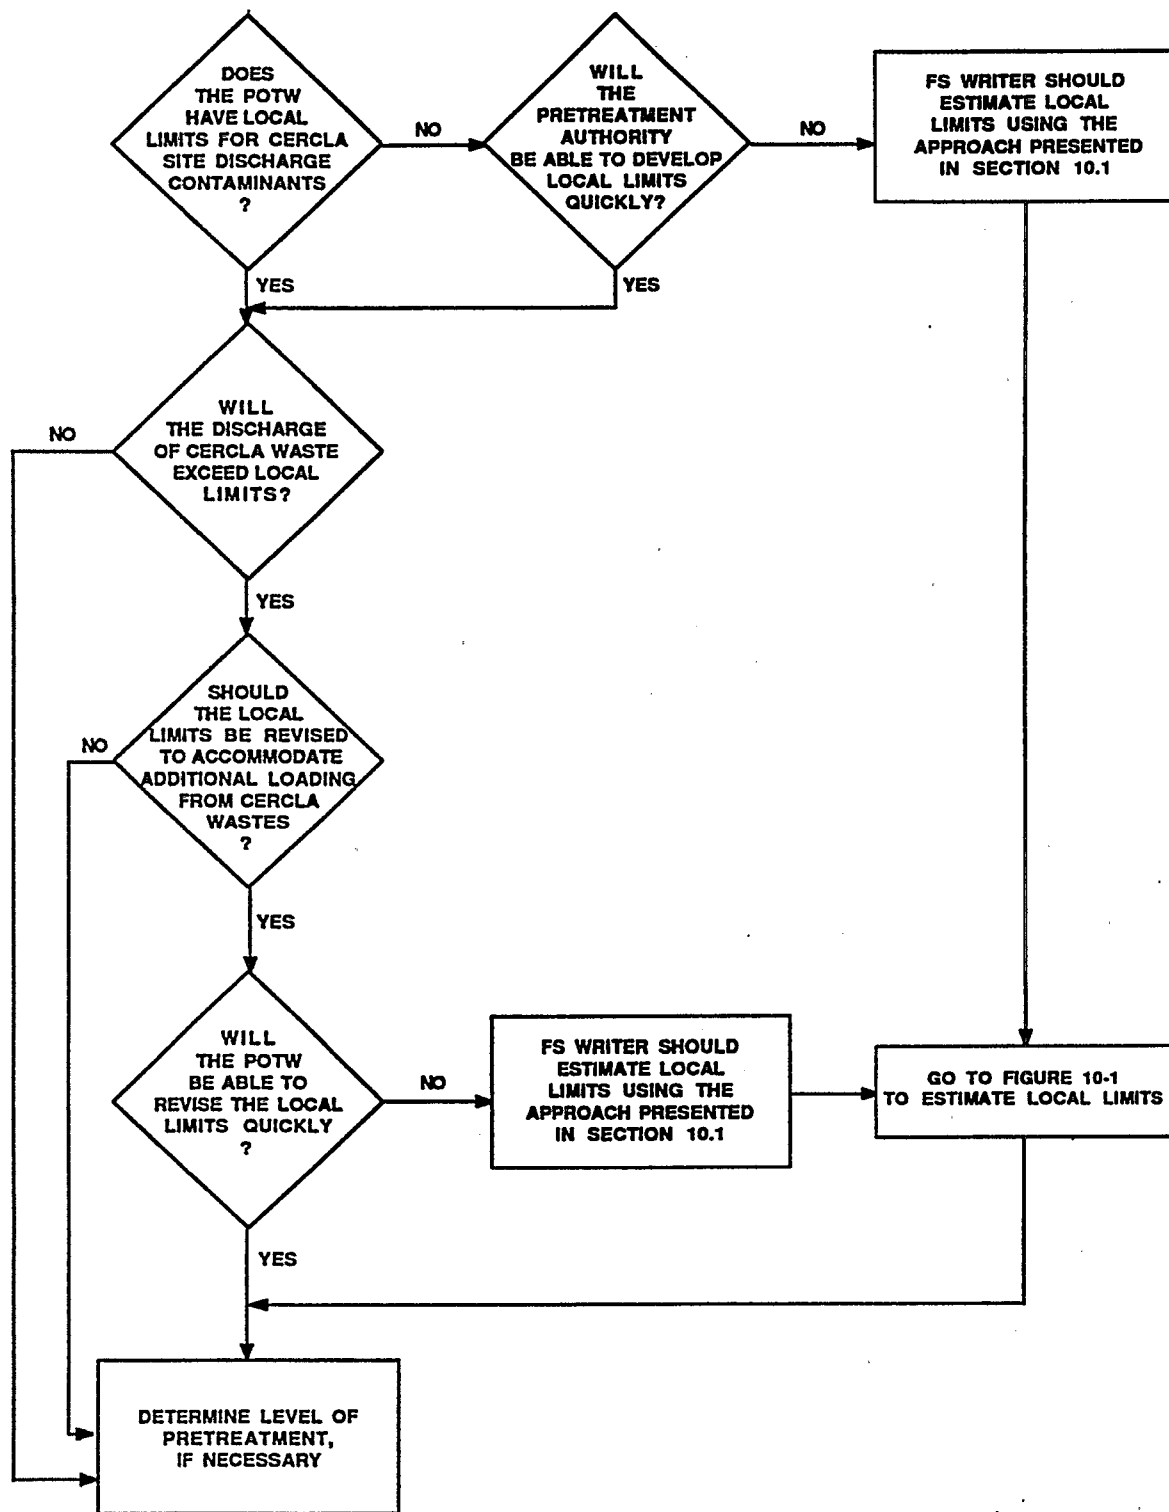 DOES
THE POTW
HAVE LOCAL
LIMITS FOR CERCLA
SITE DISCHARGE
CONTAMINANTS
?
NO
WILL
THE
PRETREATMENT
AUTHORITY
BE ABLE TO DEVELOP
LOCAL LIMITS
QUICKLY?
NO
FS WRITER SHOULD
ESTIMATE LOCAL
LIMITS USING THE
APPROACH PRESENTED
IN SECTION 10.1
YES
YES
WILL
THE DISCHARGE
OF CERCLA WASTE
EXCEED LOCAL
LIMITS?
NO
YES
SHOULD
THE LOCAL
LIMITS BE REVISED
TO ACCOMMODATE
ADDITIONAL LOADING
FROM CERCLA
WASTES
?
NO
YES
WILL
THE POTW
BE ABLE TO
REVISE THE LOCAL
LIMITS QUICKLY
?
NO
FS WRITER SHOULD
ESTIMATE LOCAL
LIMITS USING THE
APPROACH PRESENTED
IN SECTION 10.1
GO TO FIGURE 10-1
TO ESTIMATE LOCAL LIMITS
YES
DETERMINE LEVEL OF
PRETREATMENT,
IF NECESSARY